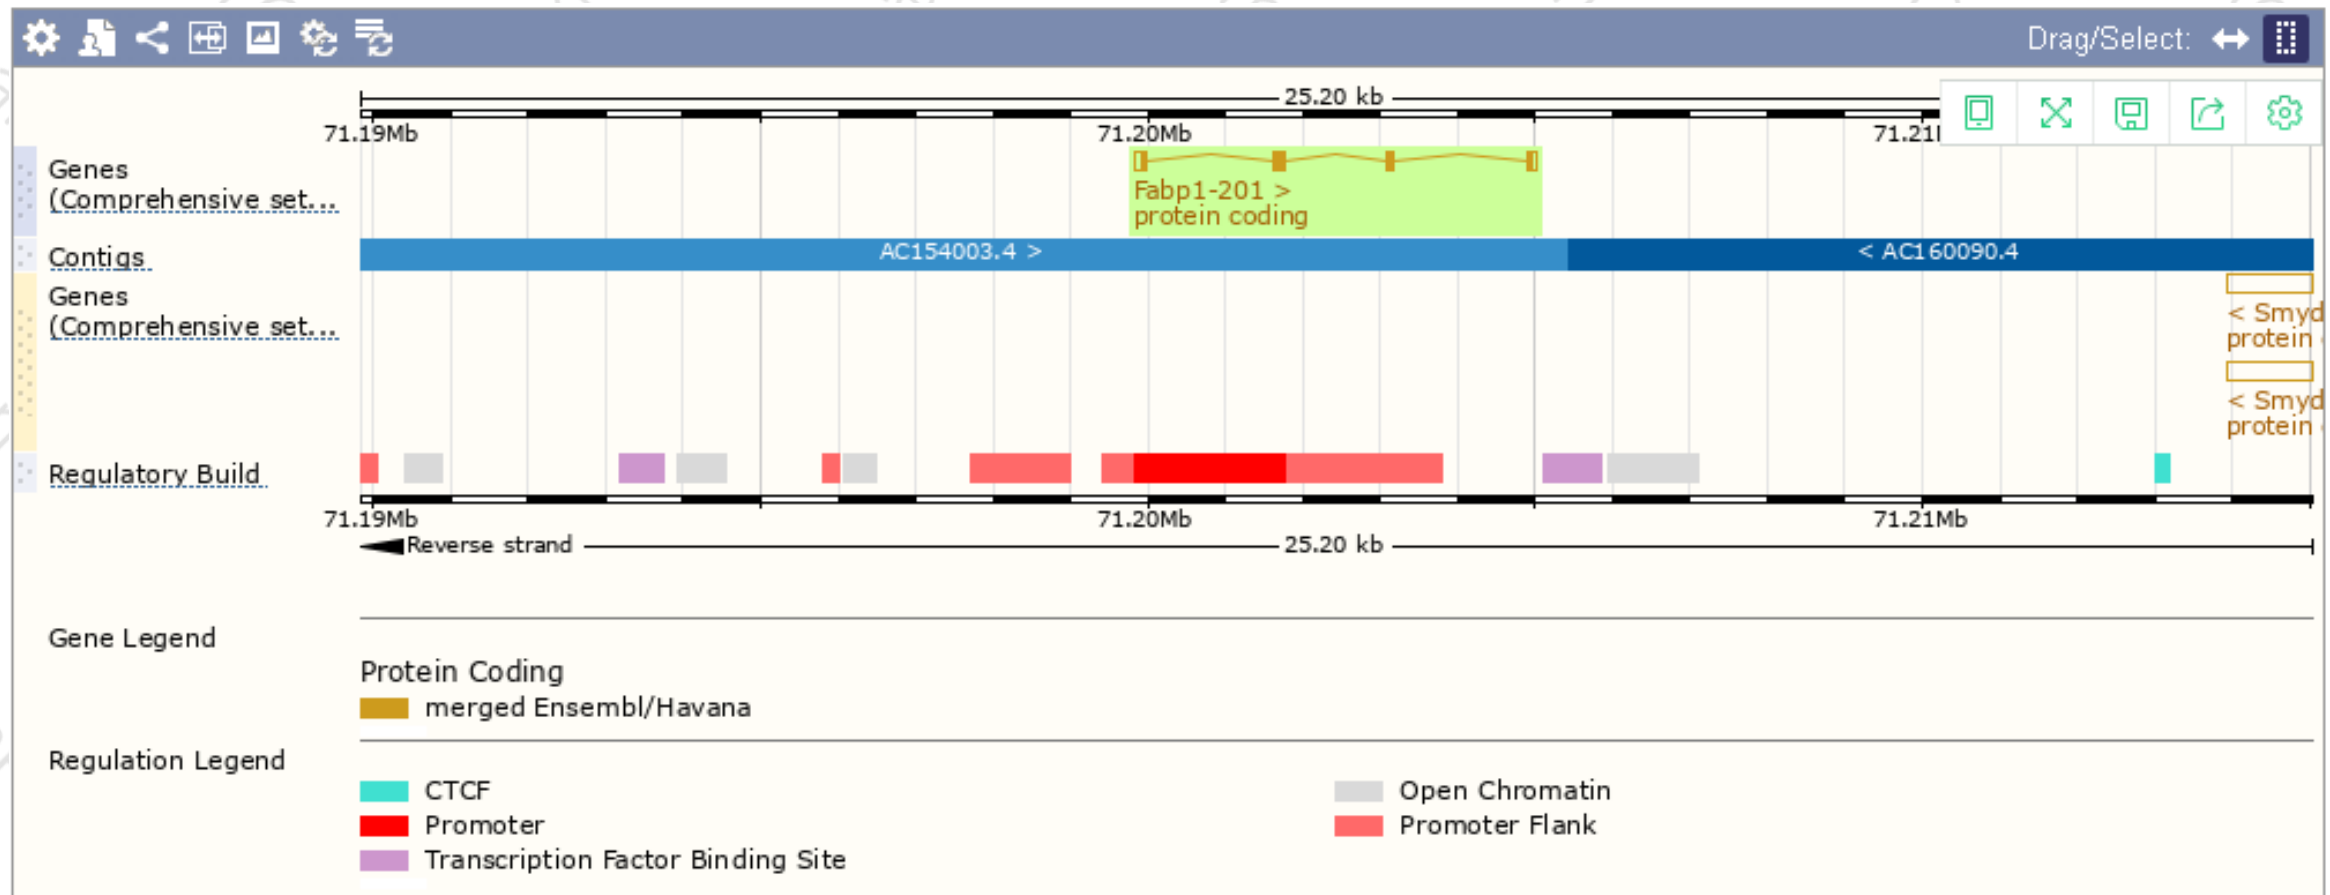 Drag/Select:
25.20 kb
71.19Mb 71.20Mb 71.21
Genes
(Comprehensive set...
Fabp1-201 >
protein coding
Contigs
AC154003.4 > < AC160090.4
Genes
(Comprehensive set...
< Smyd
protein
< Smyd
protein
Regulatory Build
71.19Mb 71.20Mb 71.21Mb
Reverse strand 25.20 kb
Gene Legend
Protein Coding
merged Ensembl/Havana
Regulation Legend
CTCF Open Chromatin
Promoter Promoter Flank
Transcription Factor Binding Site